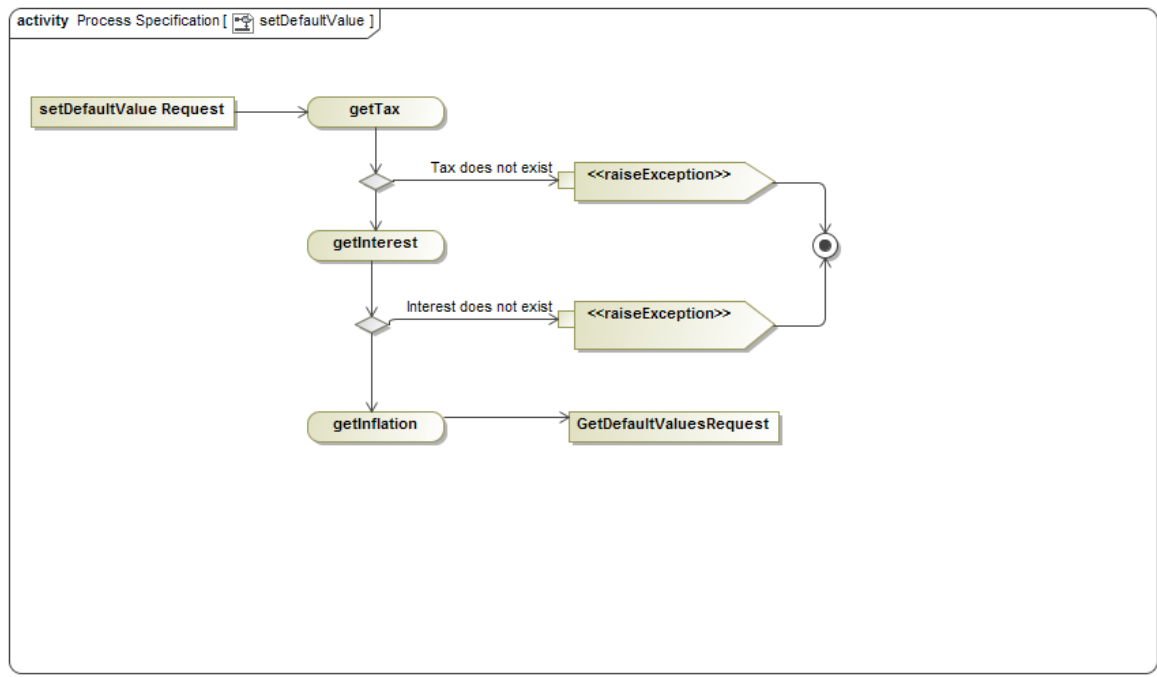 activity Process Specification [ setDefaultValue ]
setDefaultValue Request
getTax
Tax does not exist
<<raiseException>>
getInterest
Interest does not exist
<<raiseException>>
getInflation
GetDefaultValuesRequest